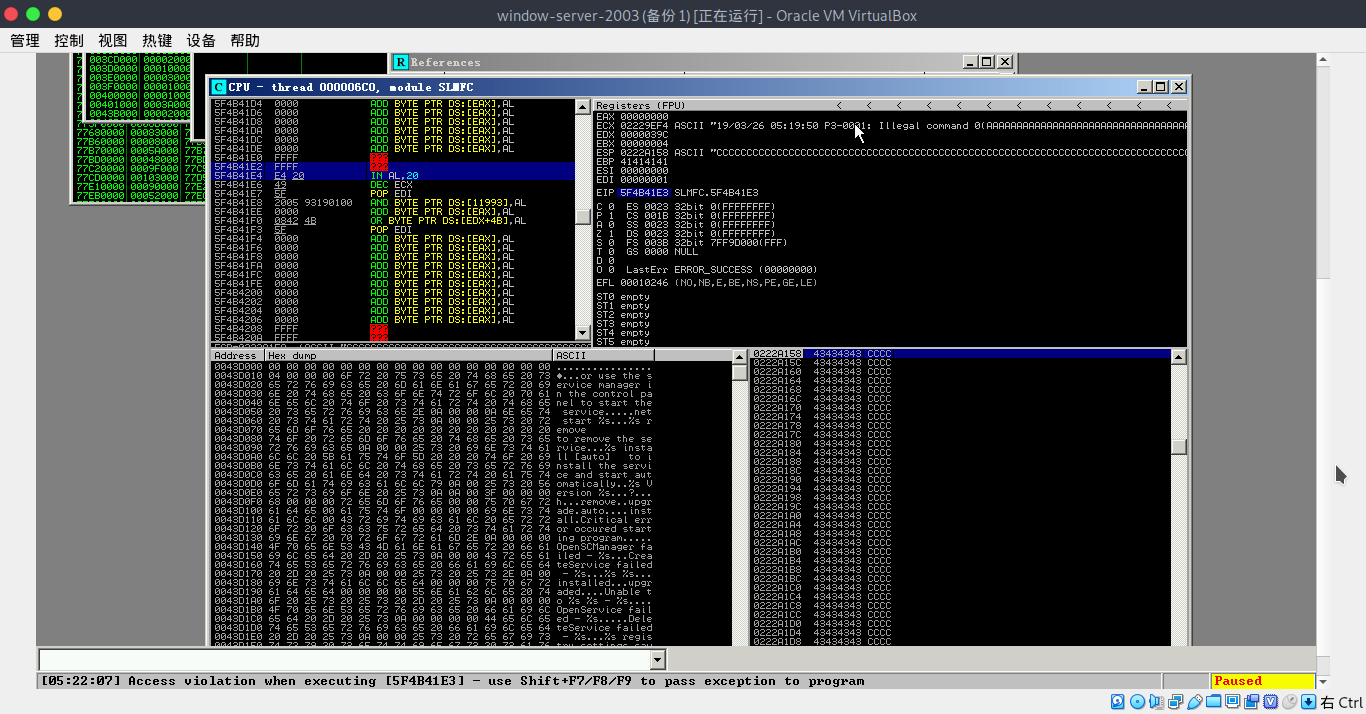 window-server-2003 (备份 1) [正在运行] - Oracle VM VirtualBox
管理 控制 视图 热键 设备 帮助
R References
C CPU - thread 000006C0, module SLMFC
003CD000 00002000
003D0000 00010000
003E0000 00003000
003F0000 00001000
00400000 00001000
00401000 0003A000
0043B000 00002000
77680000 00083000
77B60000 00003000
77B70000 0005A000
77C20000 0009F000
77CD0000 00103000
77E10000 00090000
77EB0000 00052000
5F4B41D4 0000 ADD BYTE PTR DS:[EAX],AL
5F4B41D6 0000 ADD BYTE PTR DS:[EAX],AL
5F4B41D8 0000 ADD BYTE PTR DS:[EAX],AL
5F4B41DA 0000 ADD BYTE PTR DS:[EAX],AL
5F4B41DC 0000 ADD BYTE PTR DS:[EAX],AL
5F4B41DE 0000 ADD BYTE PTR DS:[EAX],AL
5F4B41E0 FFFF ???
5F4B41E2 FFFF ???
5F4B41E4 E4 20 IN AL,20
5F4B41E6 49 DEC ECX
5F4B41E7 5F POP EDI
5F4B41E8 2005 93190100 AND BYTE PTR DS:[11993],AL
5F4B41EE 0000 ADD BYTE PTR DS:[EAX],AL
5F4B41F0 0842 4B OR BYTE PTR DS:[EDX+4B],AL
5F4B41F3 5F POP EDI
5F4B41F4 0000 ADD BYTE PTR DS:[EAX],AL
5F4B41F6 0000 ADD BYTE PTR DS:[EAX],AL
5F4B41F8 0000 ADD BYTE PTR DS:[EAX],AL
5F4B41FA 0000 ADD BYTE PTR DS:[EAX],AL
5F4B41FC 0000 ADD BYTE PTR DS:[EAX],AL
5F4B41FE 0000 ADD BYTE PTR DS:[EAX],AL
5F4B4200 0000 ADD BYTE PTR DS:[EAX],AL
5F4B4202 0000 ADD BYTE PTR DS:[EAX],AL
5F4B4204 0000 ADD BYTE PTR DS:[EAX],AL
5F4B4206 0000 ADD BYTE PTR DS:[EAX],AL
5F4B4208 FFFF ???
5F4B420A FFFF ???
Registers (FPU) < < < < < < < < < < < <
EAX 00000000
ECX 02229EF4 ASCII "19/03/26 05:19:50 P3-0001: Illegal command 0(AAAAAAAAAAAAAAAAAAAAAAAAAAAAAA
EDX 0000039C
EBX 00000004
ESP 0222A158 ASCII "CCCCCCCCCCCCCCCCCCCCCCCCCCCCCCCCCCCCCCCCCCCCCCCCCCCCCCCCCCCCCCCCCCCCCCCC
EBP 41414141
ESI 00000000
EDI 00000001
EIP 5F4B41E3 SLMFC.5F4B41E3
C 0 ES 0023 32bit 0(FFFFFFFF)
P 1 CS 001B 32bit 0(FFFFFFFF)
A 0 SS 0023 32bit 0(FFFFFFFF)
Z 1 DS 0023 32bit 0(FFFFFFFF)
S 0 FS 003B 32bit 7FF9D000(FFF)
T 0 GS 0000 NULL
D 0
O 0 LastErr ERROR_SUCCESS (00000000)
EFL 00010246 (NO,NB,E,BE,NS,PE,GE,LE)
ST0 empty
ST1 empty
ST2 empty
ST3 empty
ST4 empty
ST5 empty
Address Hex dump ASCII
0043D000 00 00 00 00 00 00 00 00 00 00 00 00 00 00 00 00 ................
0043D010 04 00 00 00 6F 72 20 75 73 65 20 74 68 65 20 73 ♦...or use the s
0043D020 65 72 76 69 63 65 20 6D 61 6E 61 67 65 72 20 69 ervice manager i
0043D030 6E 20 74 68 65 20 63 6F 6E 74 72 6F 6C 20 70 61 n the control pa
0043D040 6E 65 6C 20 74 6F 20 73 74 61 72 74 20 74 68 65 nel to start the
0043D050 20 73 65 72 76 69 63 65 2E 0A 00 00 0A 6E 65 74 service.....net
0043D060 20 73 74 61 72 74 20 25 73 0A 00 00 25 73 20 72 start %s...%s r
0043D070 65 6D 6F 76 65 20 20 20 20 20 20 20 20 20 20 20 emove
0043D080 74 6F 20 72 65 6D 6F 76 65 20 74 68 65 20 73 65 to remove the se
0043D090 72 76 69 63 65 0A 00 00 25 73 20 69 6E 73 74 61 rvice...%s insta
0043D0A0 6C 6C 20 5B 61 75 74 6F 5D 20 20 20 74 6F 20 69 ll [auto] to i
0043D0B0 6E 73 74 61 6C 6C 20 74 68 65 20 73 65 72 76 69 nstall the servi
0043D0C0 63 65 20 61 6E 64 20 73 74 61 72 74 20 61 75 74 ce and start aut
0043D0D0 6F 6D 61 74 69 63 61 6C 6C 79 0A 00 25 73 20 56 omatically..%s V
0043D0E0 65 72 73 69 6F 6E 20 25 73 0A 0A 00 3F 00 00 00 ersion %s...?...
0043D0F0 68 00 00 00 72 65 6D 6F 76 65 00 00 75 70 67 72 h...remove..upgr
0043D100 61 64 65 00 61 75 74 6F 00 00 00 00 69 6E 73 74 ade.auto....inst
0043D110 61 6C 6C 00 43 72 69 74 69 63 61 6C 20 65 72 72 all.Critical err
0043D120 6F 72 20 6F 63 63 75 72 65 64 20 73 74 61 72 74 or occured start
0043D130 69 6E 67 20 70 72 6F 67 72 61 6D 2E 0A 00 00 00 ing program.....
0043D140 4F 70 65 6E 53 43 4D 61 6E 61 67 65 72 20 66 61 OpenSCManager fa
0043D150 69 6C 65 64 20 2D 20 25 73 0A 00 00 43 72 65 61 iled - %s...Crea
0043D160 74 65 53 65 72 76 69 63 65 20 66 61 69 6C 65 64 teService failed
0043D170 20 2D 20 25 73 0A 00 00 25 73 20 25 73 2E 0A 00 - %s...%s %s...
0043D180 69 6E 73 74 61 6C 6C 65 64 00 00 00 75 70 67 72 installed...upgr
0043D190 61 64 65 64 00 00 00 00 55 6E 61 62 6C 65 20 74 aded....Unable t
0043D1A0 6F 20 25 73 20 25 73 20 2D 20 25 73 0A 00 00 00 o %s %s - %s....
0043D1B0 4F 70 65 6E 53 65 72 76 69 63 65 20 66 61 69 6C OpenService fail
0043D1C0 65 64 20 2D 20 25 73 0A 00 00 00 00 44 65 6C 65 ed - %s.....Dele
0043D1D0 74 65 53 65 72 76 69 63 65 20 66 61 69 6C 65 64 teService failed
0043D1E0 20 2D 20 25 73 0A 00 00 25 73 20 72 65 67 69 73 - %s...%s regis
0222A158 43434343 CCCC
0222A15C 43434343 CCCC
0222A160 43434343 CCCC
0222A164 43434343 CCCC
0222A168 43434343 CCCC
0222A16C 43434343 CCCC
0222A170 43434343 CCCC
0222A174 43434343 CCCC
0222A178 43434343 CCCC
0222A17C 43434343 CCCC
0222A180 43434343 CCCC
0222A184 43434343 CCCC
0222A188 43434343 CCCC
0222A18C 43434343 CCCC
0222A190 43434343 CCCC
0222A194 43434343 CCCC
0222A198 43434343 CCCC
0222A19C 43434343 CCCC
0222A1A0 43434343 CCCC
0222A1A4 43434343 CCCC
0222A1A8 43434343 CCCC
0222A1AC 43434343 CCCC
0222A1B0 43434343 CCCC
0222A1B4 43434343 CCCC
0222A1B8 43434343 CCCC
0222A1BC 43434343 CCCC
0222A1C0 43434343 CCCC
0222A1C4 43434343 CCCC
0222A1C8 43434343 CCCC
0222A1CC 43434343 CCCC
0222A1D0 43434343 CCCC
0222A1D4 43434343 CCCC
0222A1D8 43434343 CCCC
[05:22:07] Access violation when executing [5F4B41E3] - use Shift+F7/F8/F9 to pass exception to program
Paused
右 Ctrl